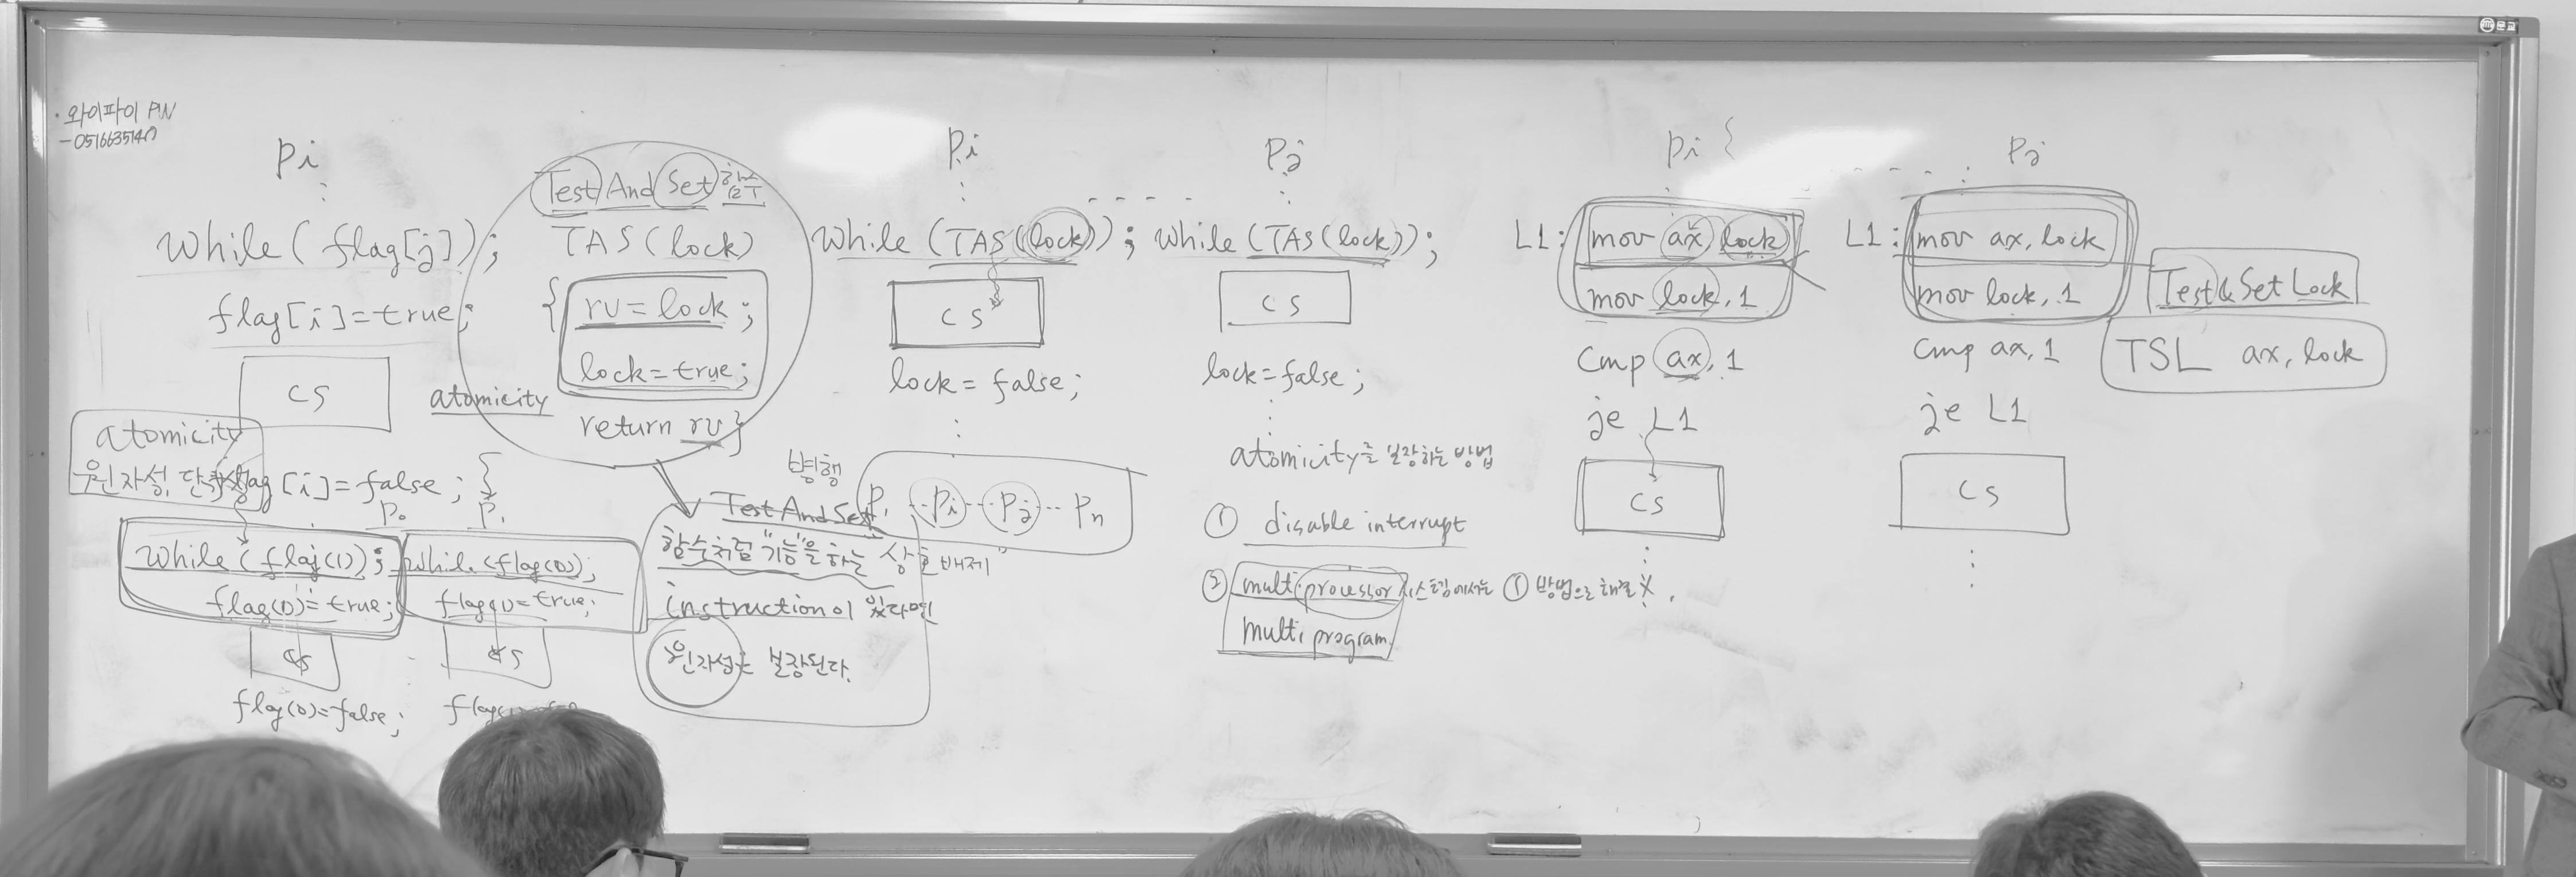 · 와이파이 PIN
Pi
while ( flag[j] );
flag[i]=true;
CS
atomicity
원자성, 단
flag[i]=false; {
P0
P1
while (flag(1));
flag(0)=true;
CS
flag(0)=false;
while (flag(0));
flag(1)=true;
CS
Test And Set 함수
TAS(lock)
{ rv=lock;
lock=true;
return rv }
atomicity
병행
P1 ‥ Pi ‥ Pj ‥ Pn
Test And Set
함수처럼 "기능"을 하는 상호배제
instruction이 있다면
원자성은 보장된다.
Pi
while (TAS(lock));
CS
lock = false;
Pj
while (TAS(lock));
CS
lock=false;
atomicity를 보장하는 방법
① disable interrupt
② multi processor 시스템에서는 ① 방법으로 해결 X.
multi program
Pi {
L1: mov ax, lock
mov lock, 1
cmp ax, 1
je L1
CS
Pj
L1: mov ax, lock
mov lock, 1
cmp ax, 1
je L1
CS
Test & Set Lock
TSL ax, lock